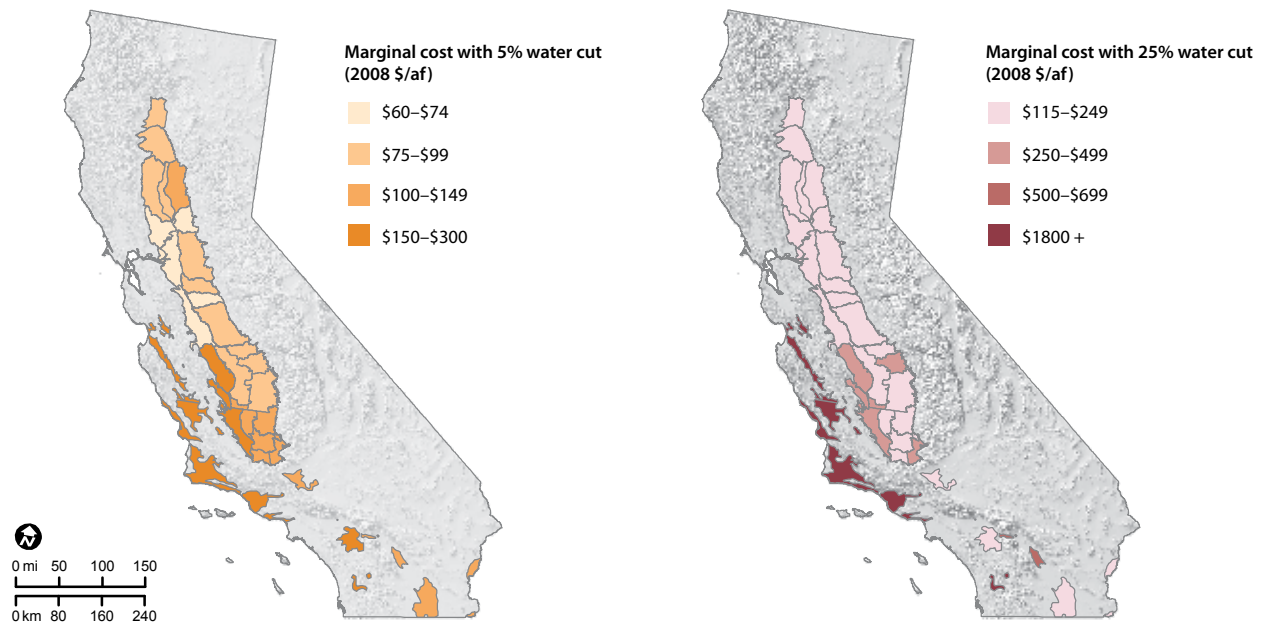 Marginal cost with 5% water cut
(2008 $/af)
$60–$74
$75–$99
$100–$149
$150–$300
Marginal cost with 25% water cut
(2008 $/af)
$115–$249
$250–$499
$500–$699
$1800 +
N
0 mi 50 100 150
0 km 80 160 240